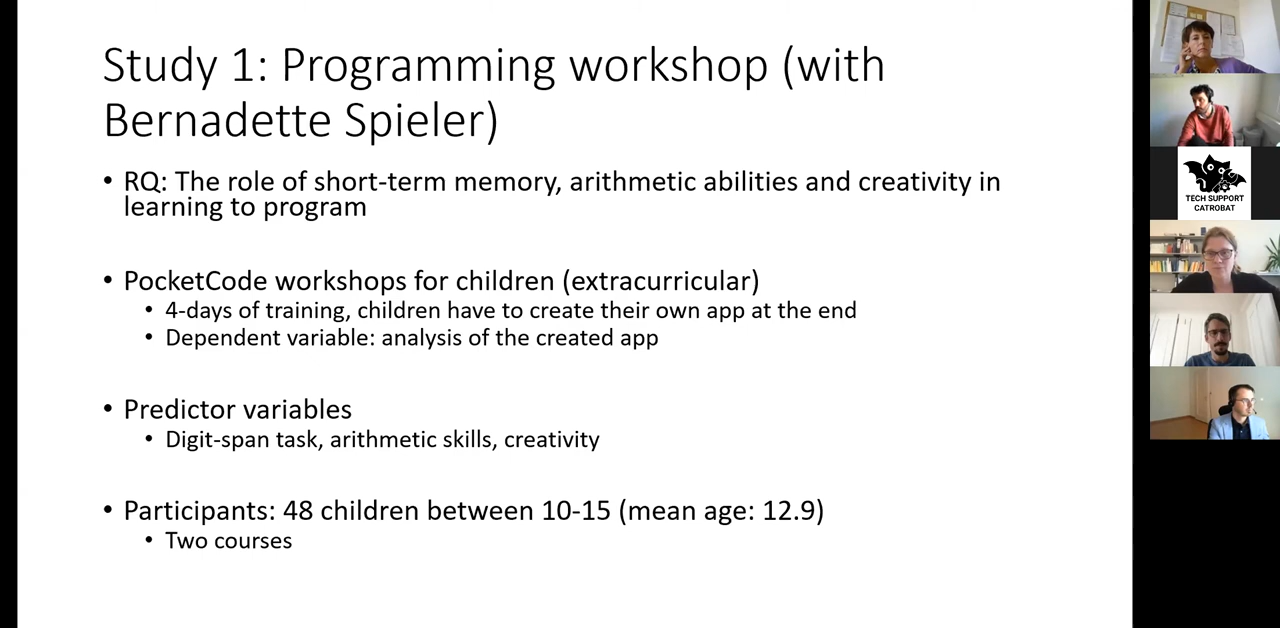 Study 1: Programming workshop (with
Bernadette Spieler)
• RQ: The role of short-term memory, arithmetic abilities and creativity in
learning to program
• PocketCode workshops for children (extracurricular)
• 4-days of training, children have to create their own app at the end
• Dependent variable: analysis of the created app
• Predictor variables
• Digit-span task, arithmetic skills, creativity
• Participants: 48 children between 10-15 (mean age: 12.9)
• Two courses
TECH SUPPORT
CATROBAT